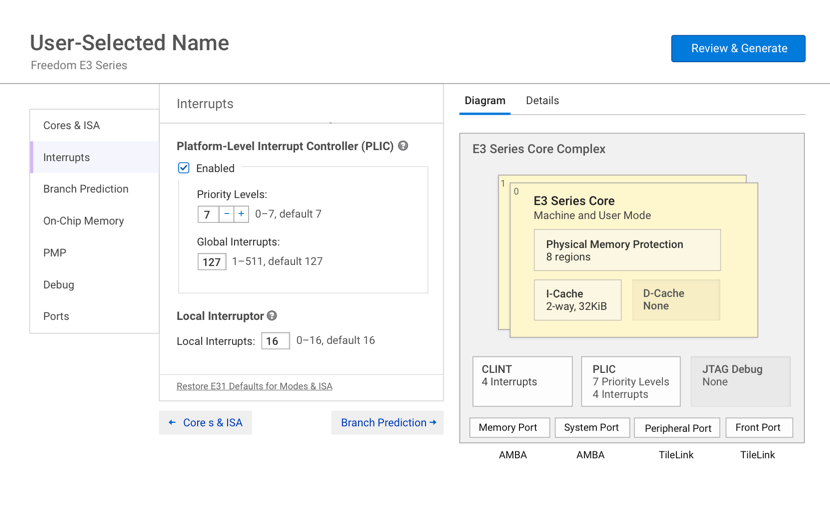 User-Selected Name
Freedom E3 Series
Review & Generate
Cores & ISA
Interrupts
Branch Prediction
On-Chip Memory
PMP
Debug
Ports
Interrupts
Platform-Level Interrupt Controller (PLIC) ?
Enabled
Priority Levels:
7 − + 0–7, default 7
Global Interrupts:
127 1–511, default 127
Local Interruptor ?
Local Interrupts: 16 0–16, default 16
Restore E31 Defaults for Modes & ISA
← Core s & ISA
Branch Prediction →
Diagram Details
E3 Series Core Complex
1
0
E3 Series Core
Machine and User Mode
Physical Memory Protection
8 regions
I-Cache
2-way, 32KiB
D-Cache
None
CLINT
4 Interrupts
PLIC
7 Priority Levels
4 Interrupts
JTAG Debug
None
Memory Port System Port Peripheral Port Front Port
AMBA AMBA TileLink TileLink